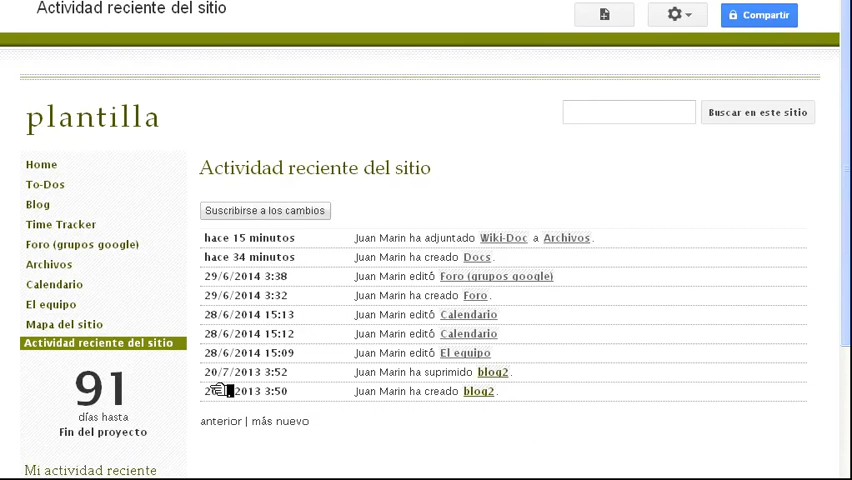 Actividad reciente del sitio
Compartir
plantilla
Buscar en este sitio
Home
To-Dos
Blog
Time Tracker
Foro (grupos google)
Archivos
Calendario
El equipo
Mapa del sitio
Actividad reciente del sitio
91
días hasta
Fin del proyecto
Mi actividad reciente
Actividad reciente del sitio
Suscribirse a los cambios
hace 15 minutos Juan Marin ha adjuntado Wiki-Doc a Archivos.
hace 34 minutos Juan Marin ha creado Docs.
29/6/2014 3:38 Juan Marin editó Foro (grupos google)
29/6/2014 3:32 Juan Marin ha creado Foro.
28/6/2014 15:13 Juan Marin editó Calendario
28/6/2014 15:12 Juan Marin editó Calendario
28/6/2014 15:09 Juan Marin editó El equipo
20/7/2013 3:52 Juan Marin ha suprimido blog2.
2013 3:50 Juan Marin ha creado blog2.
anterior | más nuevo